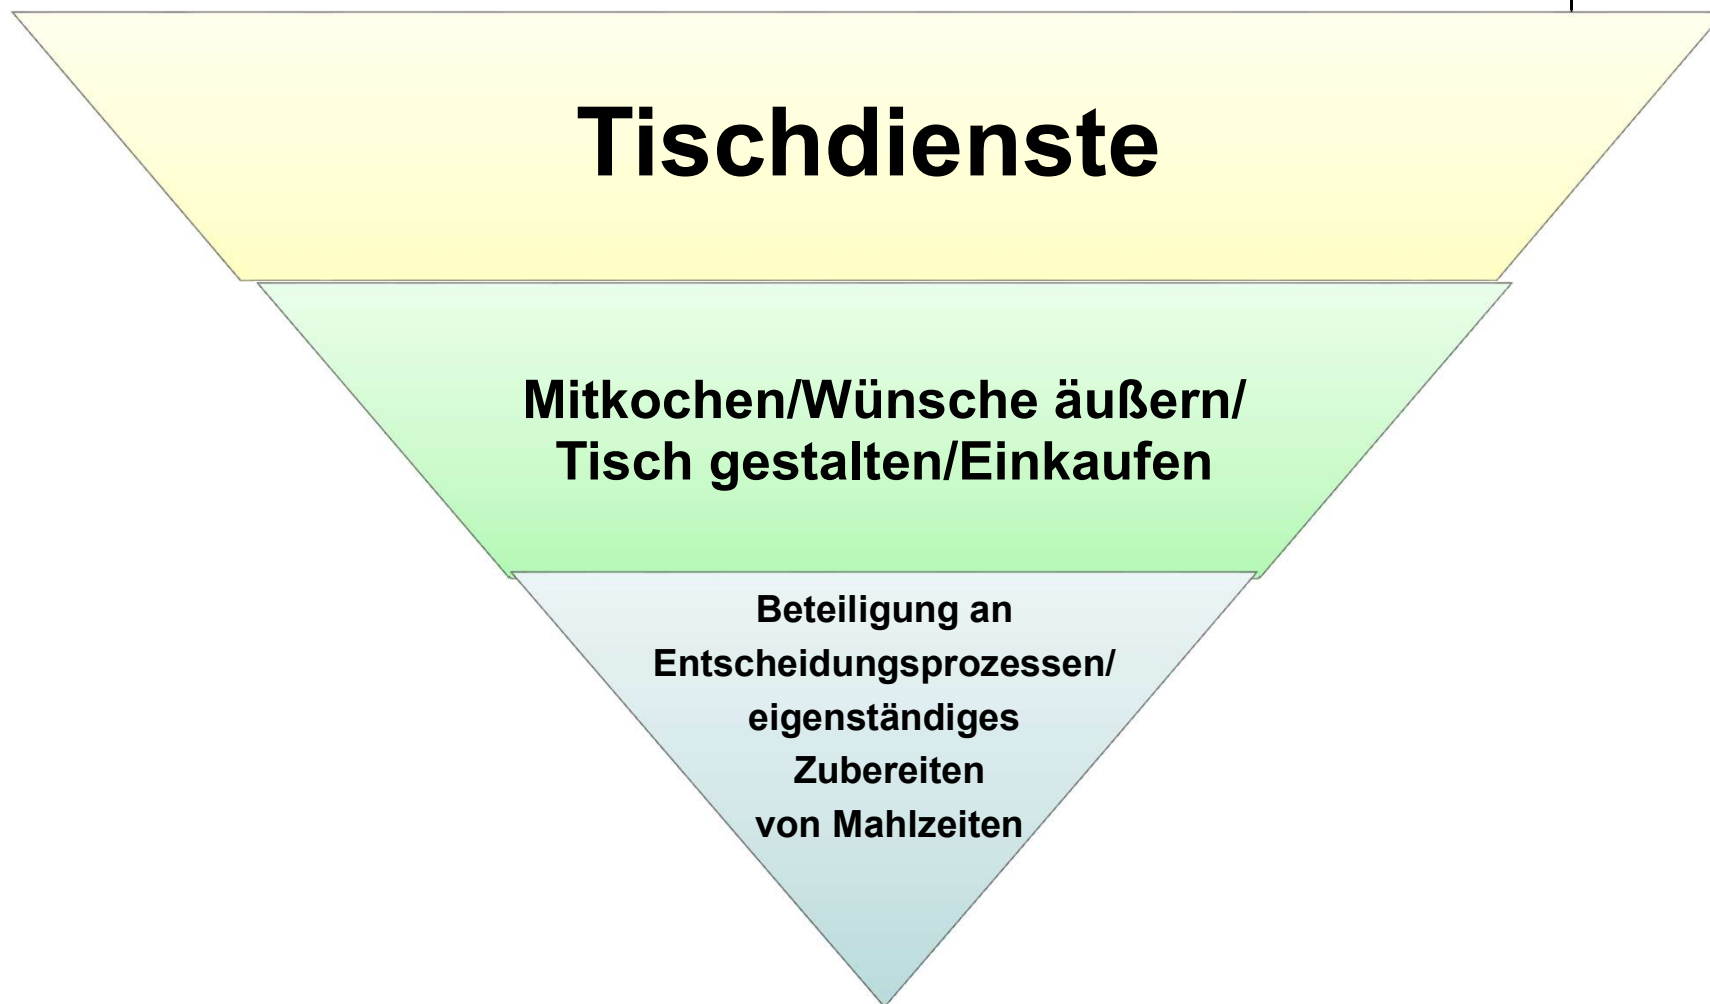 Tischdienste
Mitkochen/Wünsche äußern/
Tisch gestalten/Einkaufen
Beteiligung an
Entscheidungsprozessen/
eigenständiges
Zubereiten
von Mahlzeiten